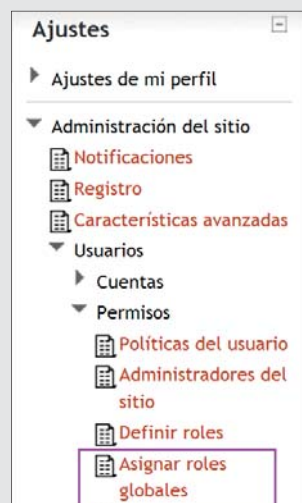 Ajustes
Ajustes de mi perfil
Administración del sitio
Notificaciones
Registro
Características avanzadas
Usuarios
Cuentas
Permisos
Políticas del usuario
Administradores del
sitio
Definir roles
Asignar roles
globales